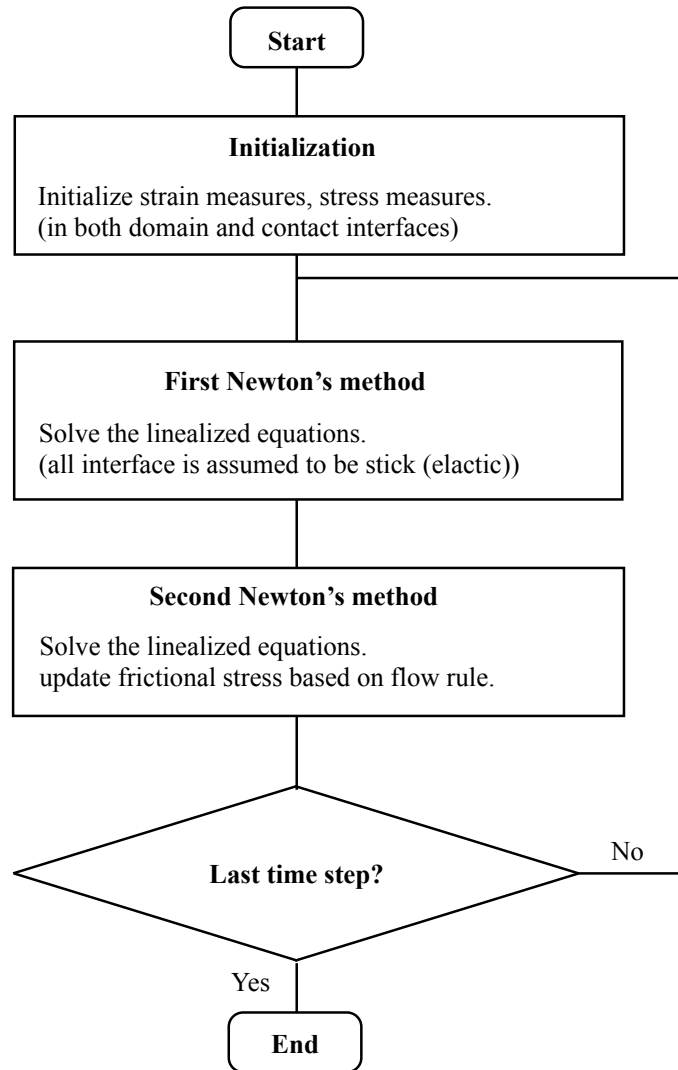 Start
Initialization
Initialize strain measures, stress measures.
(in both domain and contact interfaces)
First Newton’s method
Solve the linealized equations.
(all interface is assumed to be stick (elactic))
Second Newton’s method
Solve the linealized equations.
update frictional stress based on flow rule.
Last time step?
No
Yes
End